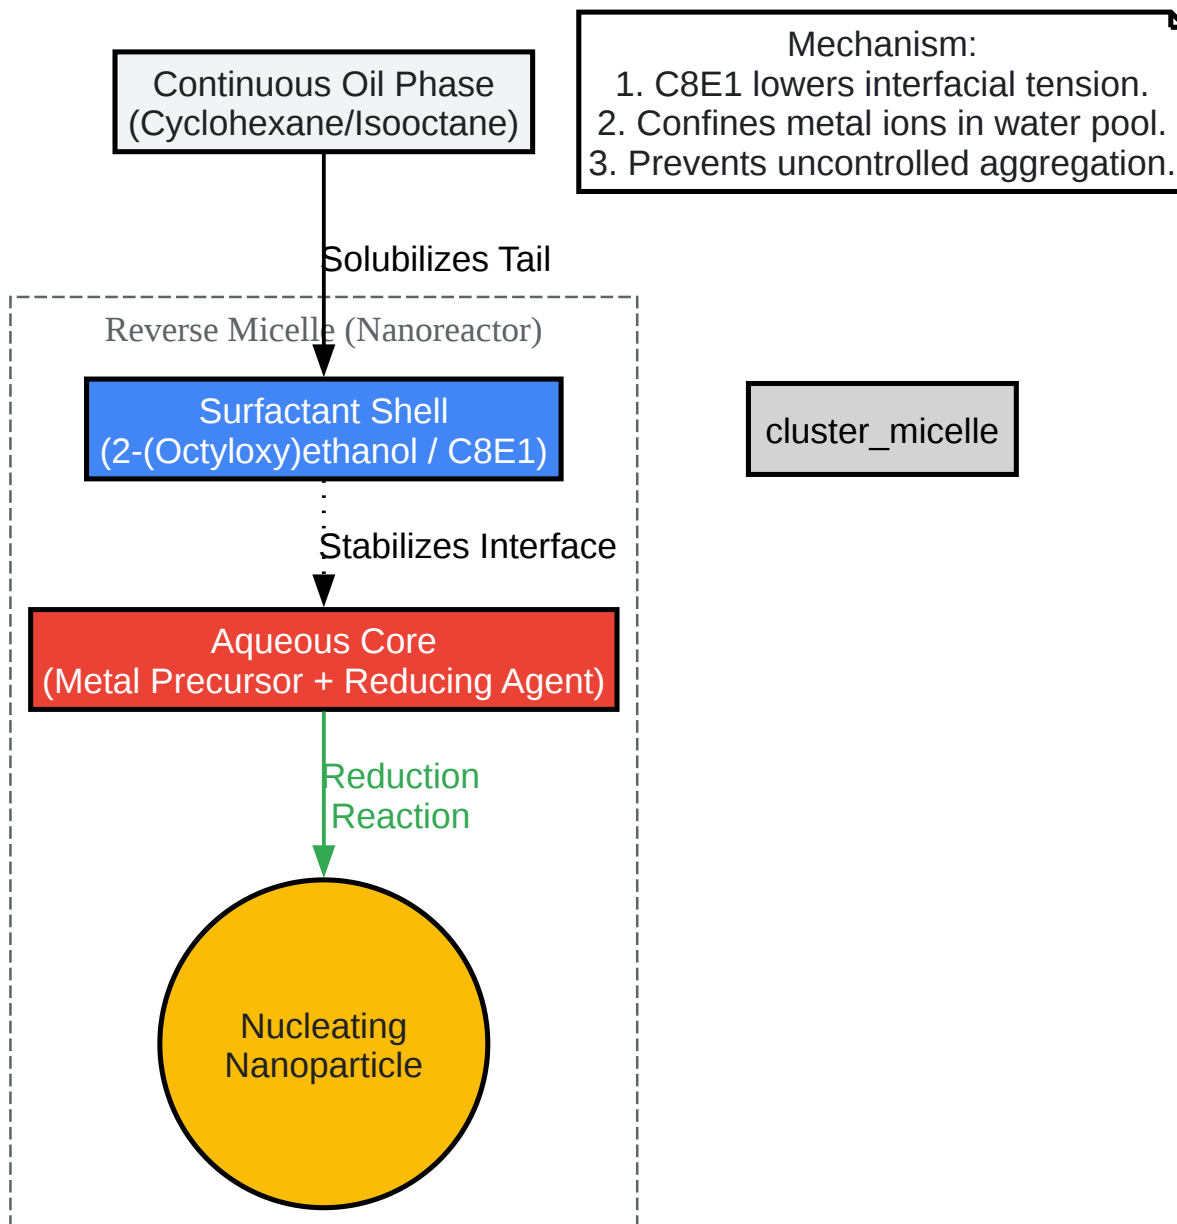 Continuous Oil Phase
(Cyclohexane/Isooctane)
Mechanism:
1. C8E1 lowers interfacial tension.
2. Confines metal ions in water pool.
3. Prevents uncontrolled aggregation.
Solubilizes Tail
Reverse Micelle (Nanoreactor)
Surfactant Shell
(2-(Octyloxy)ethanol / C8E1)
cluster_micelle
Stabilizes Interface
Aqueous Core
(Metal Precursor + Reducing Agent)
Reduction
Reaction
Nucleating
Nanoparticle